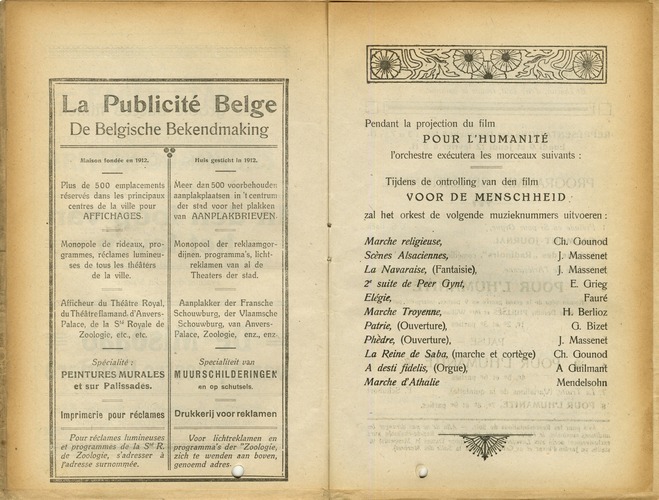 La Publicité Belge
De Belgische Bekendmaking
Maison fondée en 1912.
Plus de 500 emplacements
réservés dans les principaux
centres de la ville pour
AFFICHAGES.
Monopole de rideaux, pro-
grammes, réclames lumineu-
ses de tous les théâters
de la ville.
Afficheur du Théâtre Royal,
du Théâtre flamand, d'Anvers-
Palace, de la Sté Royale de
Zoologie, etc., etc.
Spécialité :
PEINTURES MURALES
et sur Palissades.
Imprimerie pour réclames
Pour réclames lumineuses
et programmes de la Sté R.
de Zoologie, s'adresser à
l'adresse surnommée.
Huis gesticht in 1912.
Meer dan 500 voorbehouden
aanplakplaatsen in 't centrum
der stad voor het plakken
van AANPLAKBRIEVEN.
Monopool der reklaamgor-
dijnen, programma's, licht-
reklamen van al de
Theaters der stad.
Aanplakker der Fransche
Schouwburg, der Vlaamsche
Schouwburg, van Anvers-
Palace, Zoologie, enz., enz.
Specialiteit van
MUURSCHILDERINGEN
en op schutsels.
Drukkerij voor reklamen
Voor lichtreklamen en
programma's der "Zoologie,
zich te wenden aan boven,
genoemd adres.
Pendant la projection du film
POUR L'HUMANITÉ
l'orchestre exécutera les morceaux suivants :
Tijdens de ontrolling van den film
VOOR DE MENSCHHEID
zal het orkest de volgende muzieknummers uitvoeren :
Marche religieuse, Ch. Gounod
Scènes Alsaciennes, J. Massenet
La Navaraise, (Fantaisie), J. Massenet
2e suite de Peer Gynt, E. Grieg
Elégie, Fauré
Marche Troyenne, H. Berlioz
Patrie, (Ouverture), G. Bizet
Phèdre, (Ouverture), J. Massenet
La Reine de Saba, (marche et cortège) Ch. Gounod
A desti fidelis, (Orgue), A Guilmant
Marche d'Athalie Mendelsohn